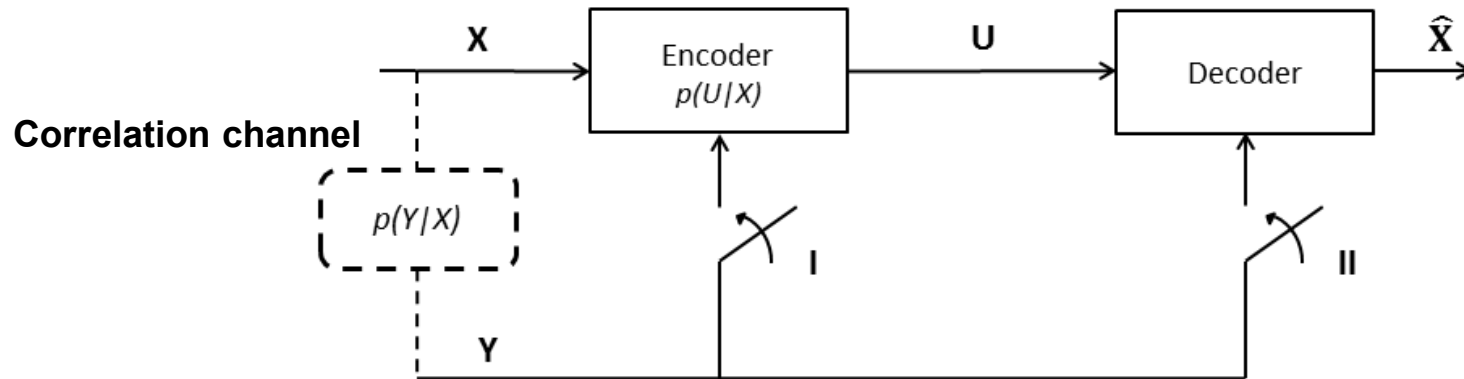 X
Encoder
p(U|X)
U
Decoder
X̂
Correlation channel
p(Y|X)
I
II
Y